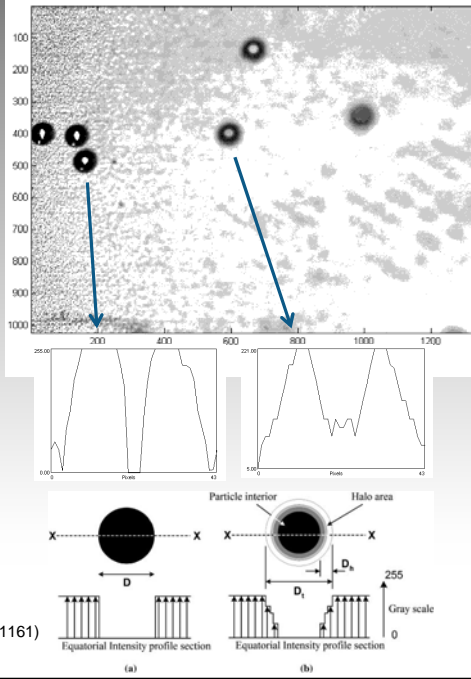 100
200
300
400
500
600
700
800
900
1000
200 400 600 800 1000 1200
255.00
0.00 Pixels 43
221.00
5.00 Pixels 43
Particle interior Halo area
X X X X
D
Dh
Dt
255
Gray scale
0
1161)
Equatorial Intensity profile section Equatorial Intensity profile section
(a) (b)